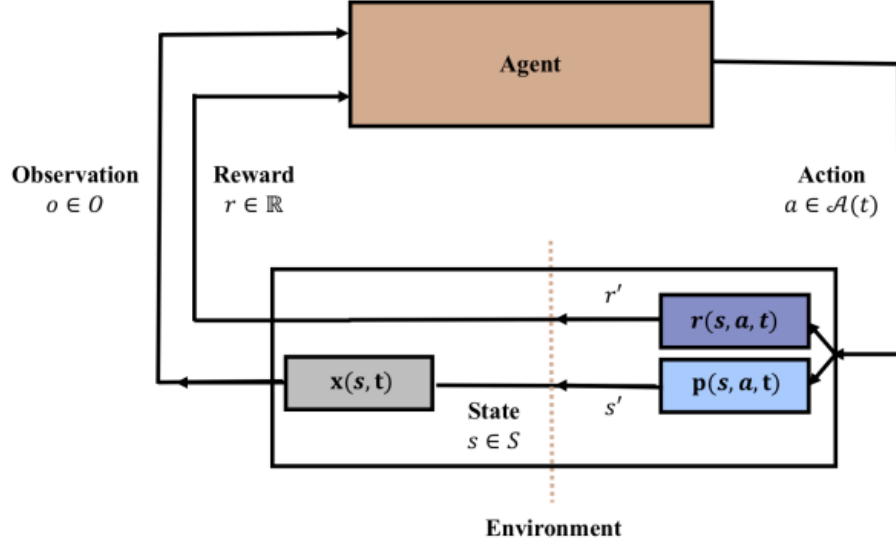 Agent
Observation
o ∈ O
Reward
r ∈ ℝ
Action
a ∈ 𝒜(t)
r′
r(s, a, t)
x(s, t)
p(s, a, t)
State
s ∈ S
s′
Environment